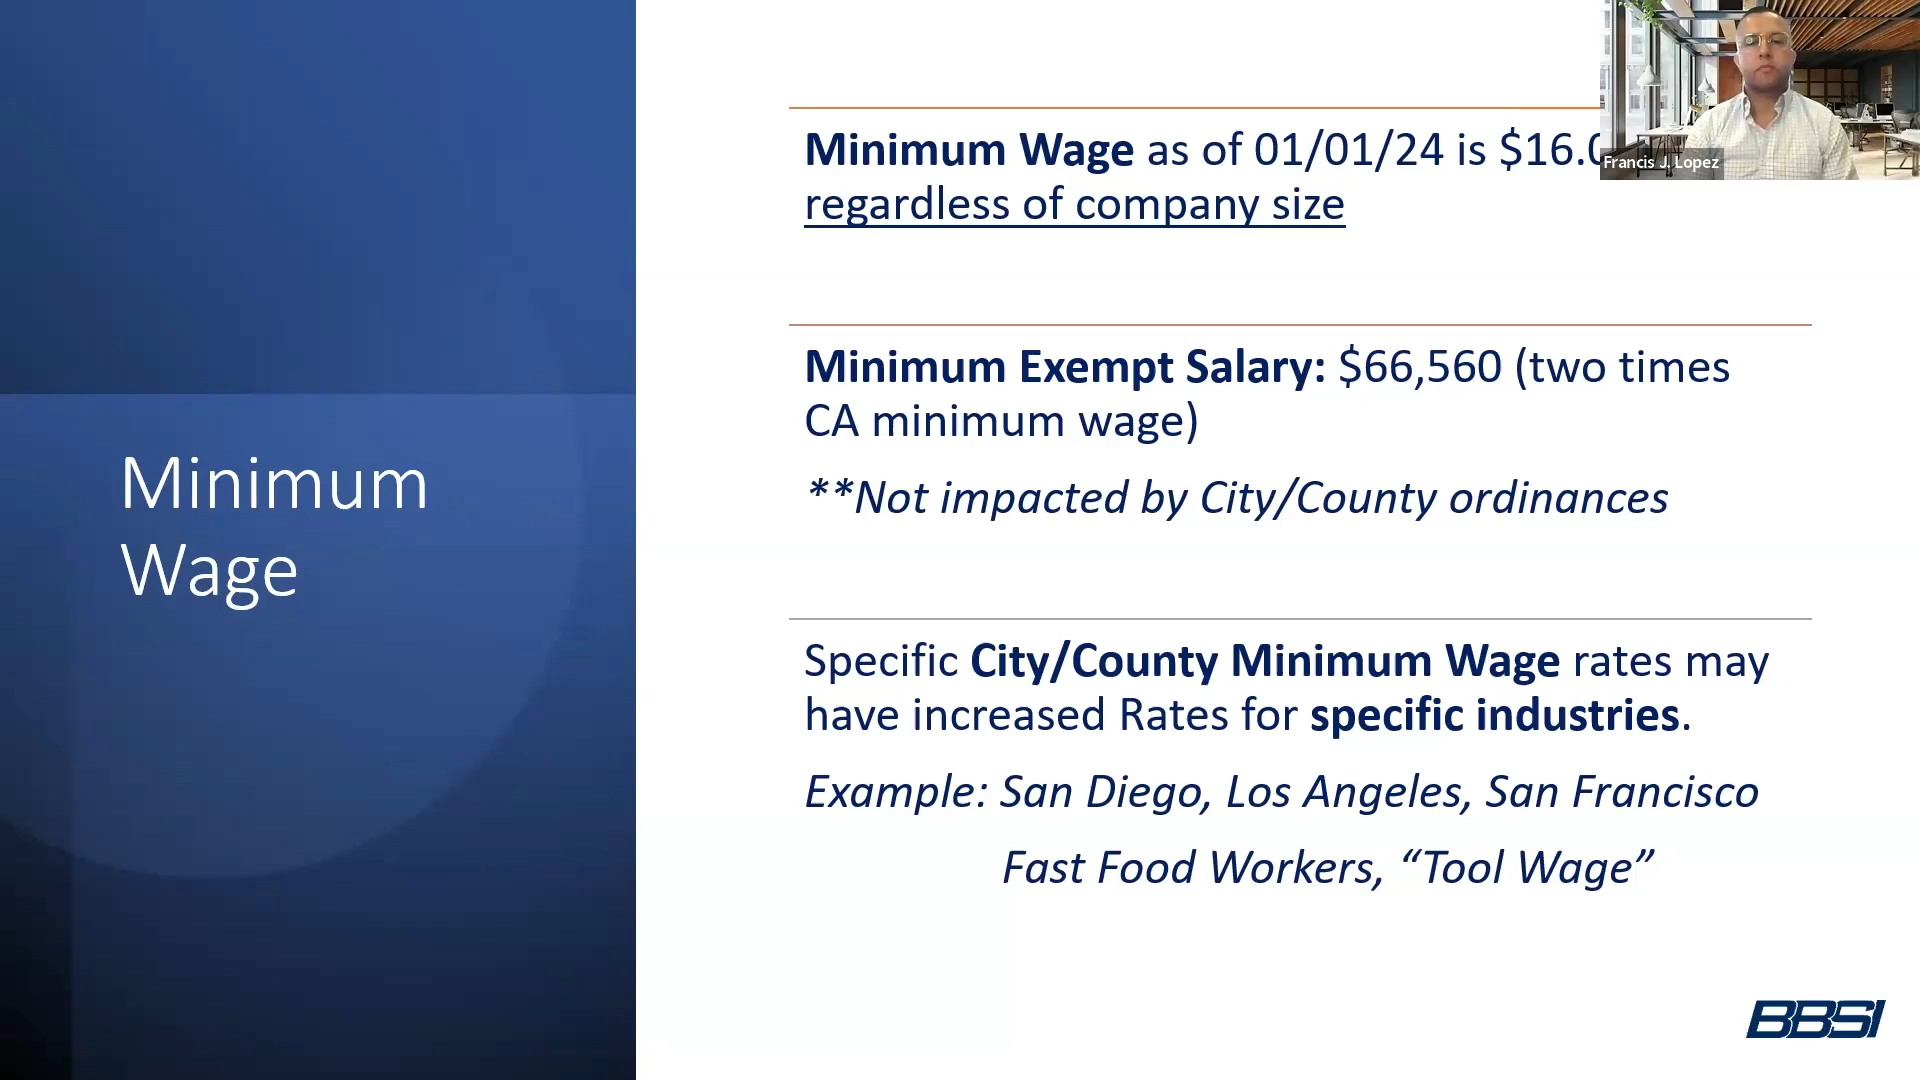 Minimum
Wage
Minimum Wage as of 01/01/24 is $16.0
regardless of company size
Minimum Exempt Salary: $66,560 (two times
CA minimum wage)
**Not impacted by City/County ordinances
Specific City/County Minimum Wage rates may
have increased Rates for specific industries.
Example: San Diego, Los Angeles, San Francisco
Fast Food Workers, “Tool Wage”
Francis J. Lopez
BBSI